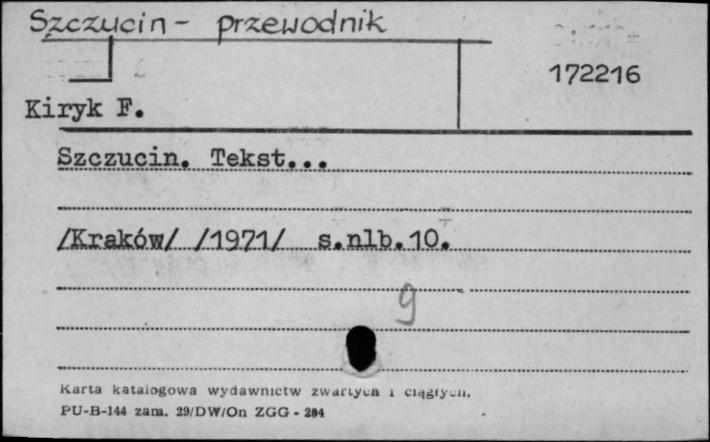 Szczucin - przewodnik
172216
Kiryk F.
Szczucin. Tekst...
/Kraków/ /1971/ s.nlb.10.
9
Karta katalogowa wydawnictw zwartych i ciągłych.
PU-B-144 zam. 29/DW/On ZGG - 284